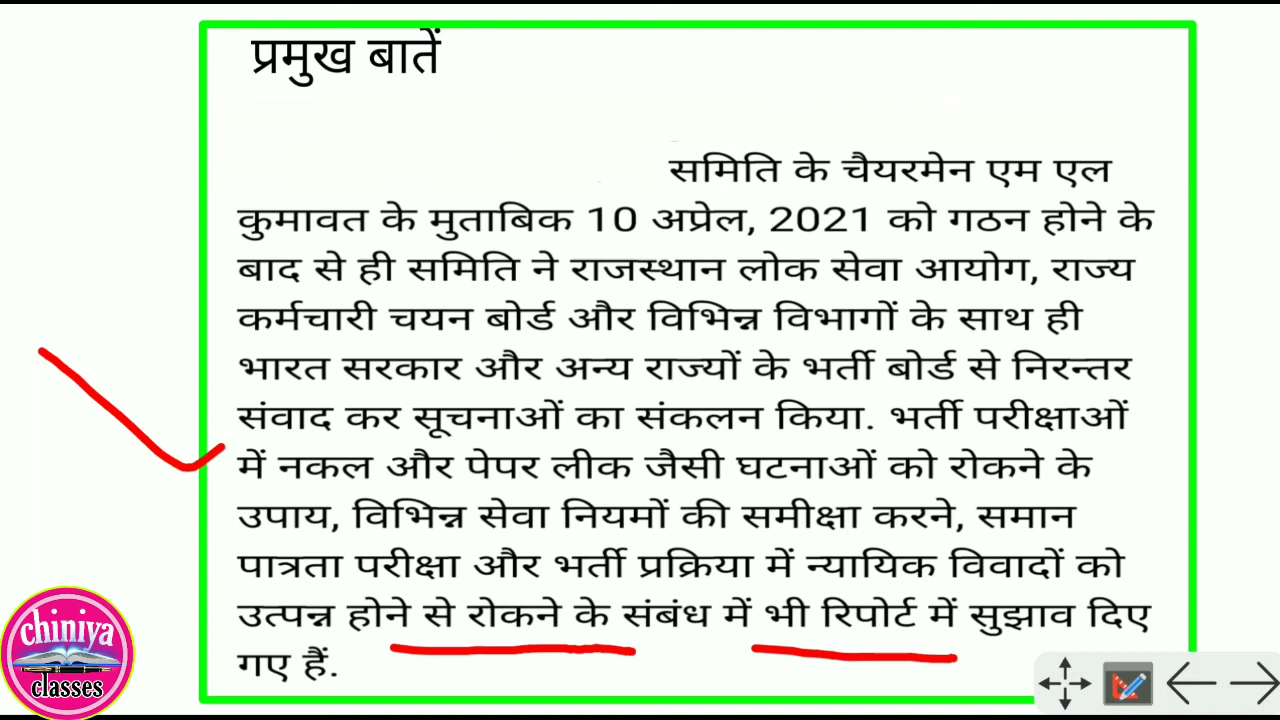 प्रमुख बातें
समिति के चैयरमेन एम एल
कुमावत के मुताबिक 10 अप्रेल, 2021 को गठन होने के
बाद से ही समिति ने राजस्थान लोक सेवा आयोग, राज्य
कर्मचारी चयन बोर्ड और विभिन्न विभागों के साथ ही
भारत सरकार और अन्य राज्यों के भर्ती बोर्ड से निरन्तर
संवाद कर सूचनाओं का संकलन किया. भर्ती परीक्षाओं
में नकल और पेपर लीक जैसी घटनाओं को रोकने के
उपाय, विभिन्न सेवा नियमों की समीक्षा करने, समान
पात्रता परीक्षा और भर्ती प्रक्रिया में न्यायिक विवादों को
उत्पन्न होने से रोकने के संबंध में भी रिपोर्ट में सुझाव दिए
गए हैं.
chiniya
classes